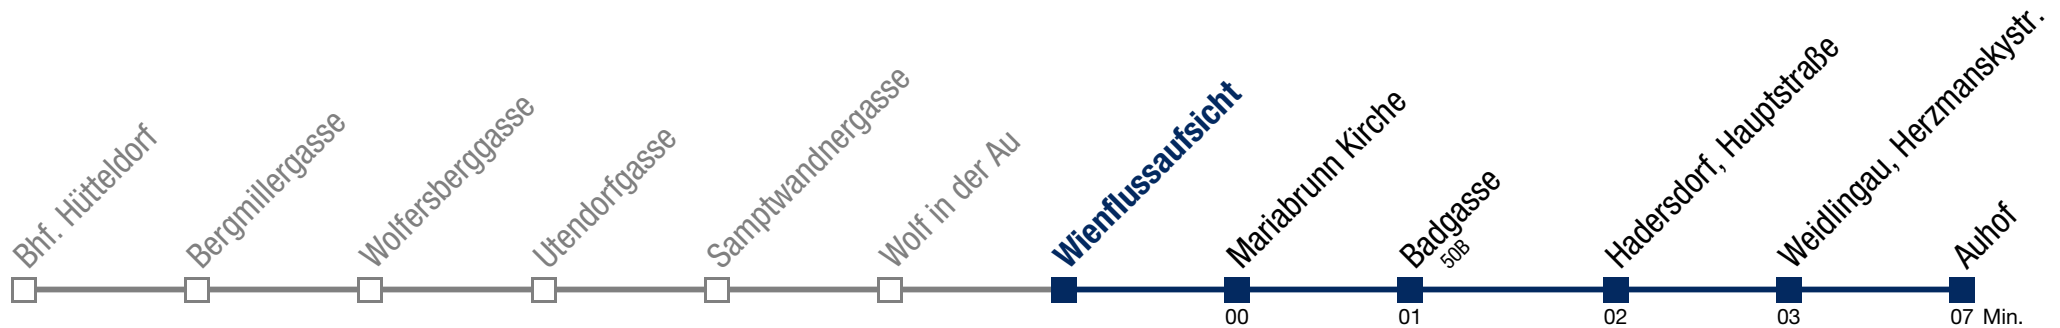 Bhf. Hütteldorf
Bergmillergasse
Wolfersberggasse
Utendorfgasse
Samptwandnergasse
Wolf in der Au
Wienflussaufsicht
Mariabrunn Kirche
Badgasse
50B
Hadersdorf, Hauptstraße
Weidlingau, Herzmanskystr.
Auhof
00 01 02 03 07 Min.